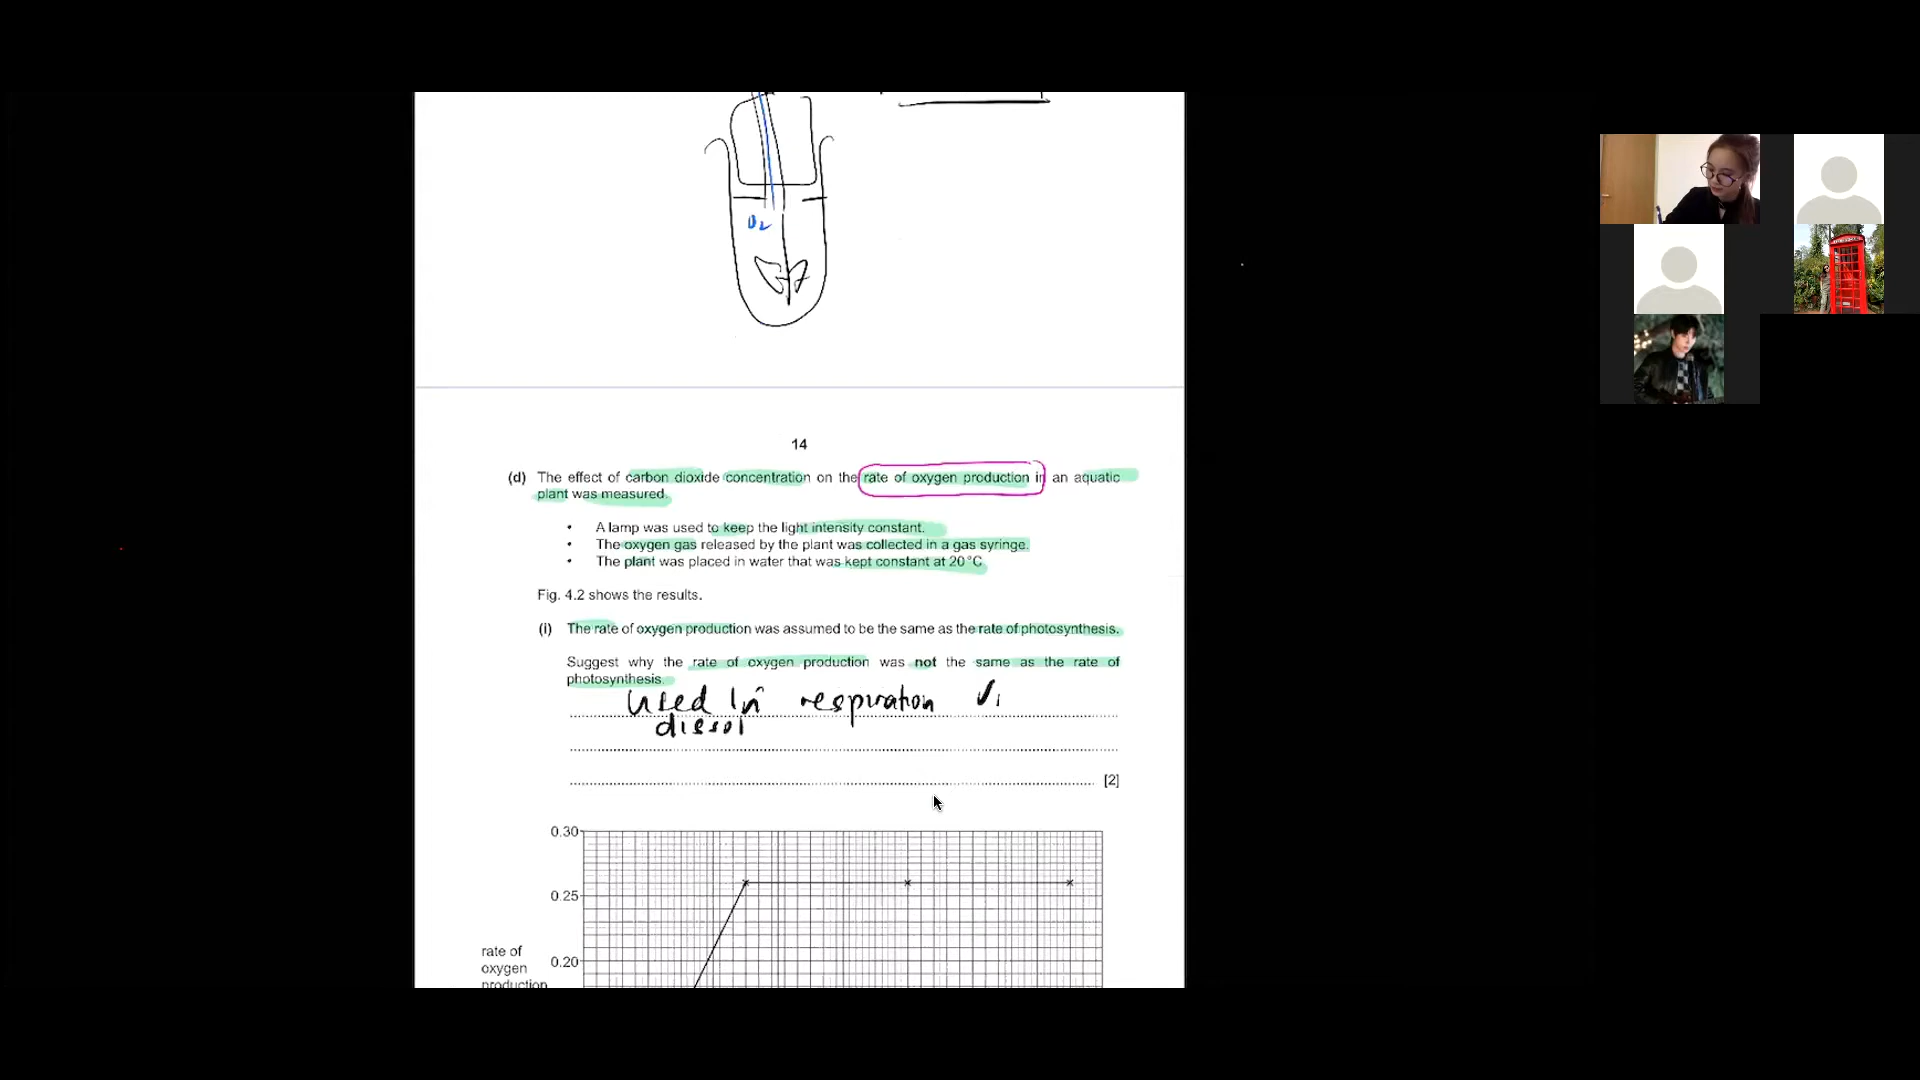 O2
14
(d) The effect of carbon dioxide concentration on the rate of oxygen production in an aquatic
plant was measured.
• A lamp was used to keep the light intensity constant.
• The oxygen gas released by the plant was collected in a gas syringe.
• The plant was placed in water that was kept constant at 20 °C
Fig. 4.2 shows the results.
(i) The rate of oxygen production was assumed to be the same as the rate of photosynthesis.
Suggest why the rate of oxygen production was not the same as the rate of
photosynthesis.
Used In respiration
dissol
[2]
0.30
0.25
0.20
rate of
oxygen
production